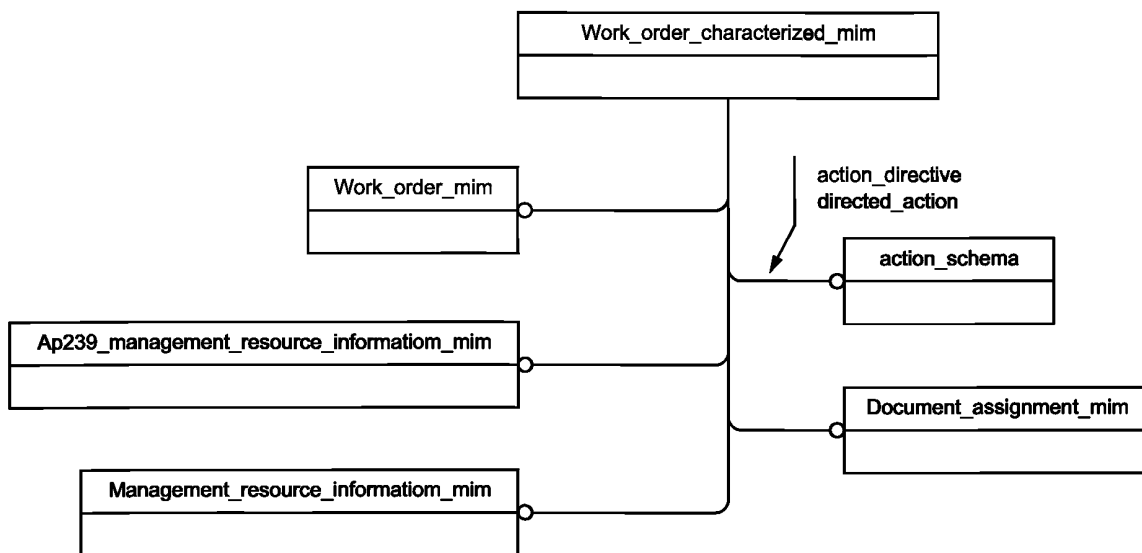 Work_order_characterized_mim
Work_order_mim
action_directive
directed_action
action_schema
Ap239_management_resource_informatiom_mim
Document_assignment_mim
Management_resource_informatiom_mim